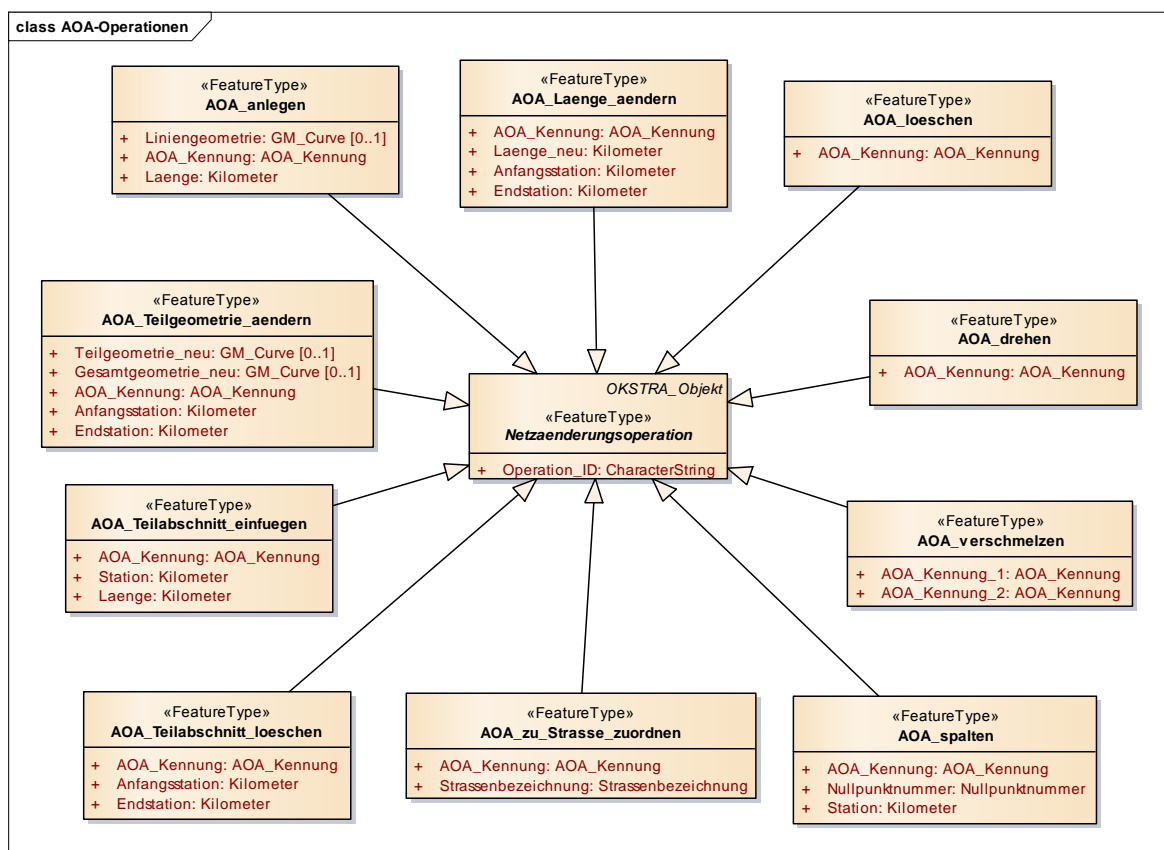 class AOA-Operationen
«FeatureType»
AOA_anlegen
+ Liniengeometrie: GM_Curve [0..1]
+ AOA_Kennung: AOA_Kennung
+ Laenge: Kilometer
«FeatureType»
AOA_Laenge_aendern
+ AOA_Kennung: AOA_Kennung
+ Laenge_neu: Kilometer
+ Anfangsstation: Kilometer
+ Endstation: Kilometer
«FeatureType»
AOA_loeschen
+ AOA_Kennung: AOA_Kennung
«FeatureType»
AOA_Teilgeometrie_aendern
+ Teilgeometrie_neu: GM_Curve [0..1]
+ Gesamtgeometrie_neu: GM_Curve [0..1]
+ AOA_Kennung: AOA_Kennung
+ Anfangsstation: Kilometer
+ Endstation: Kilometer
«FeatureType»
AOA_drehen
+ AOA_Kennung: AOA_Kennung
OKSTRA_Objekt
«FeatureType»
Netzaenderungsoperation
+ Operation_ID: CharacterString
«FeatureType»
AOA_Teilabschnitt_einfuegen
+ AOA_Kennung: AOA_Kennung
+ Station: Kilometer
+ Laenge: Kilometer
«FeatureType»
AOA_verschmelzen
+ AOA_Kennung_1: AOA_Kennung
+ AOA_Kennung_2: AOA_Kennung
«FeatureType»
AOA_Teilabschnitt_loeschen
+ AOA_Kennung: AOA_Kennung
+ Anfangsstation: Kilometer
+ Endstation: Kilometer
«FeatureType»
AOA_zu_Strasse_zuordnen
+ AOA_Kennung: AOA_Kennung
+ Strassenbezeichnung: Strassenbezeichnung
«FeatureType»
AOA_spalten
+ AOA_Kennung: AOA_Kennung
+ Nullpunktnummer: Nullpunktnummer
+ Station: Kilometer